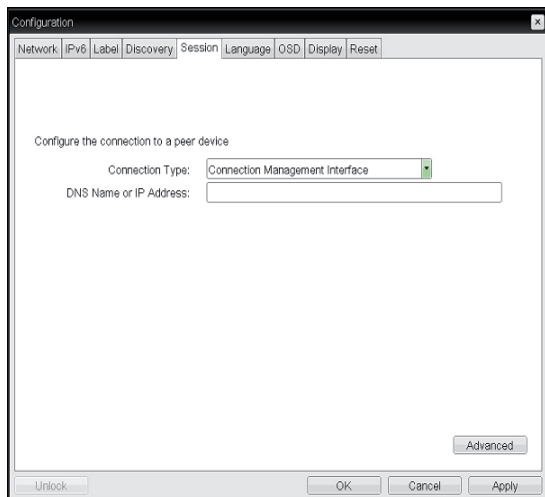 Configuration
Network IPv6 Label Discovery Session Language OSD Display Reset
Configure the connection to a peer device
Connection Type: Connection Management Interface
DNS Name or IP Address:
Advanced
Unlock OK Cancel Apply